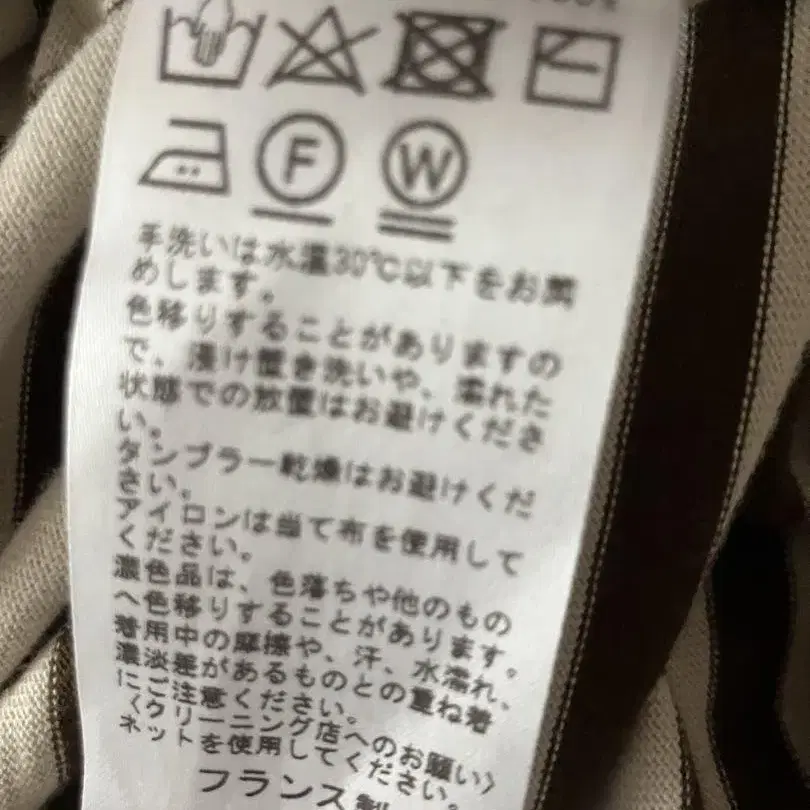 F W
手洗いは水温30℃以下をお薦
めします。
色移りすることがありますの
で、浸け置き洗いや、濡れた
状態での放置はお避けくださ
い。
タンブラー乾燥はお避けくだ
さい。
アイロンは当て布を使用して
ください。
濃色品は、色落ちや他のもの
へ色移りすることがあります。
着用中の摩擦や、汗、水濡れ、
濃淡差があるものとの重ね着
にご注意ください。
〈クリーニング店へのお願い〉
ネットを使用してください。
フランス製